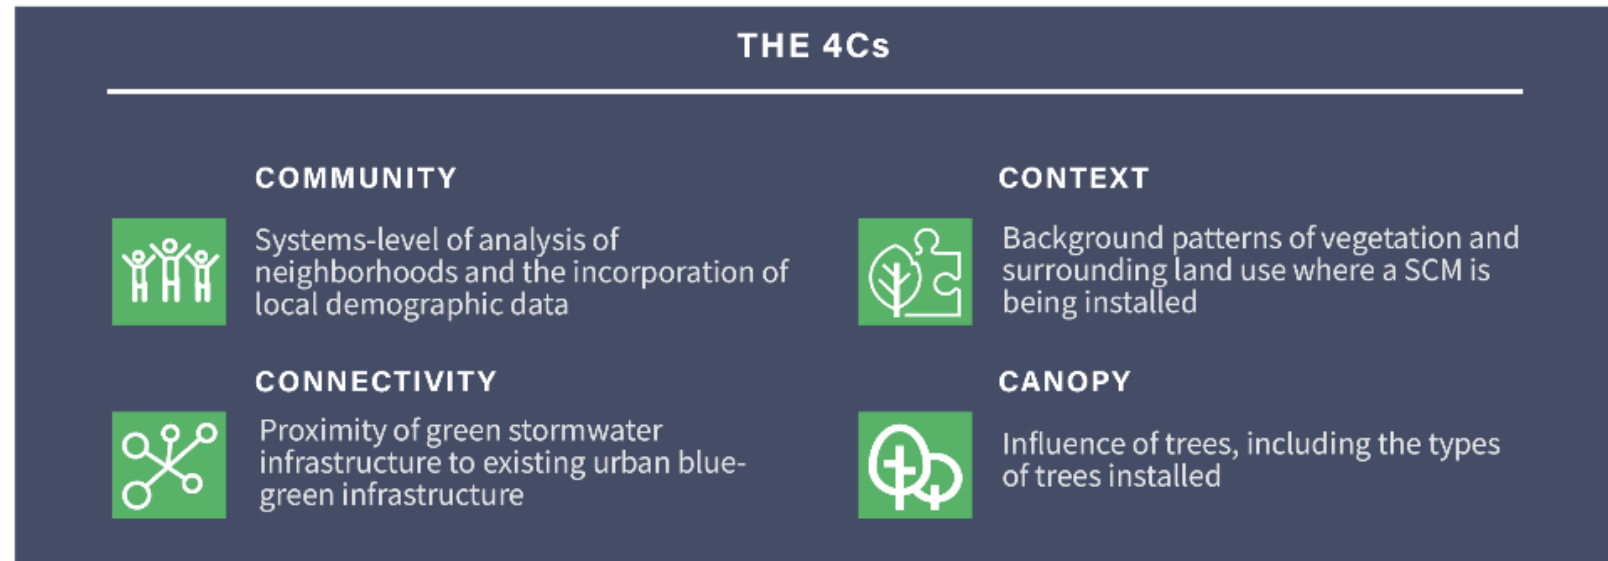 THE 4Cs
COMMUNITY
Systems-level of analysis of
neighborhoods and the incorporation of
local demographic data
CONTEXT
Background patterns of vegetation and
surrounding land use where a SCM is
being installed
CONNECTIVITY
Proximity of green stormwater
infrastructure to existing urban blue-
green infrastructure
CANOPY
Influence of trees, including the types
of trees installed